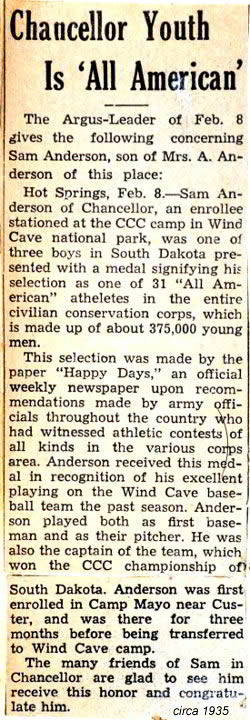 Chancellor Youth
Is 'All American'
The Argus-Leader of Feb. 8
gives the following concerning
Sam Anderson, son of Mrs. A. An-
derson of this place:
Hot Springs, Feb. 8.—Sam An-
derson of Chancellor, an enrollee
stationed at the CCC camp in Wind
Cave national park, was one of
three boys in South Dakota pre-
sented with a medal signifying his
selection as one of 31 "All Am-
erican" atheletes in the entire
civilian conservation corps, which
is made up of about 375,000 young
men.
This selection was made by the
paper "Happy Days," an official
weekly newspaper upon recom-
mendations made by army offi-
cials throughout the country who
had witnessed athletic contests of
all kinds in the various corps
area. Anderson received this med-
al in recognition of his excellent
playing on the Wind Cave base-
ball team the past season. Ander-
son played both as first base-
man and as their pitcher. He was
also the captain of the team, which
won the CCC championship of
South Dakota. Anderson was first
enrolled in Camp Mayo near Cus-
ter, and was there for three
months before being transferred
to Wind Cave camp.
The many friends of Sam in
Chancellor are glad to see him
receive this honor and congratu-
late him.
circa 1935